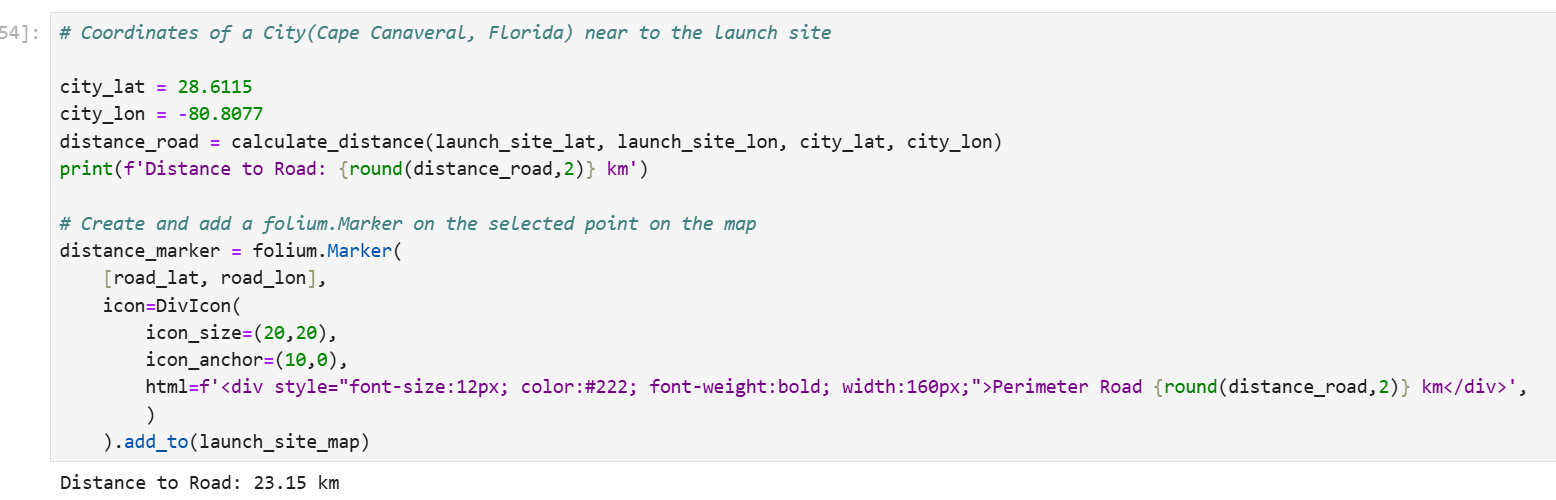 54]: # Coordinates of a City(Cape Canaveral, Florida) near to the launch site

city_lat = 28.6115
city_lon = -80.8077
distance_road = calculate_distance(launch_site_lat, launch_site_lon, city_lat, city_lon)
print(f'Distance to Road: {round(distance_road,2)} km')

# Create and add a folium.Marker on the selected point on the map
distance_marker = folium.Marker(
    [road_lat, road_lon],
    icon=DivIcon(
        icon_size=(20,20),
        icon_anchor=(10,0),
        html=f'<div style="font-size:12px; color:#222; font-weight:bold; width:160px;">Perimeter Road {round(distance_road,2)} km</div>',
        )
    ).add_to(launch_site_map)
Distance to Road: 23.15 km